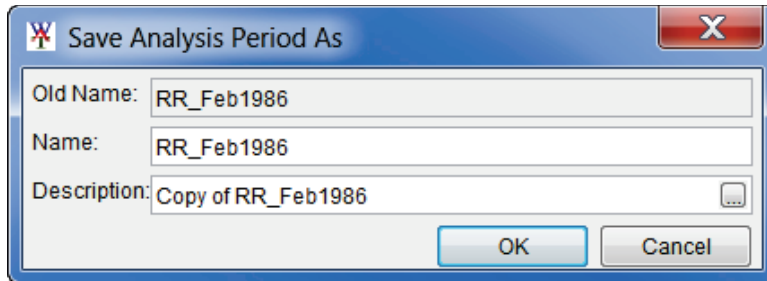 Save Analysis Period As
Old Name: RR_Feb1986
Name: RR_Feb1986
Description: Copy of RR_Feb1986 ...
OK Cancel